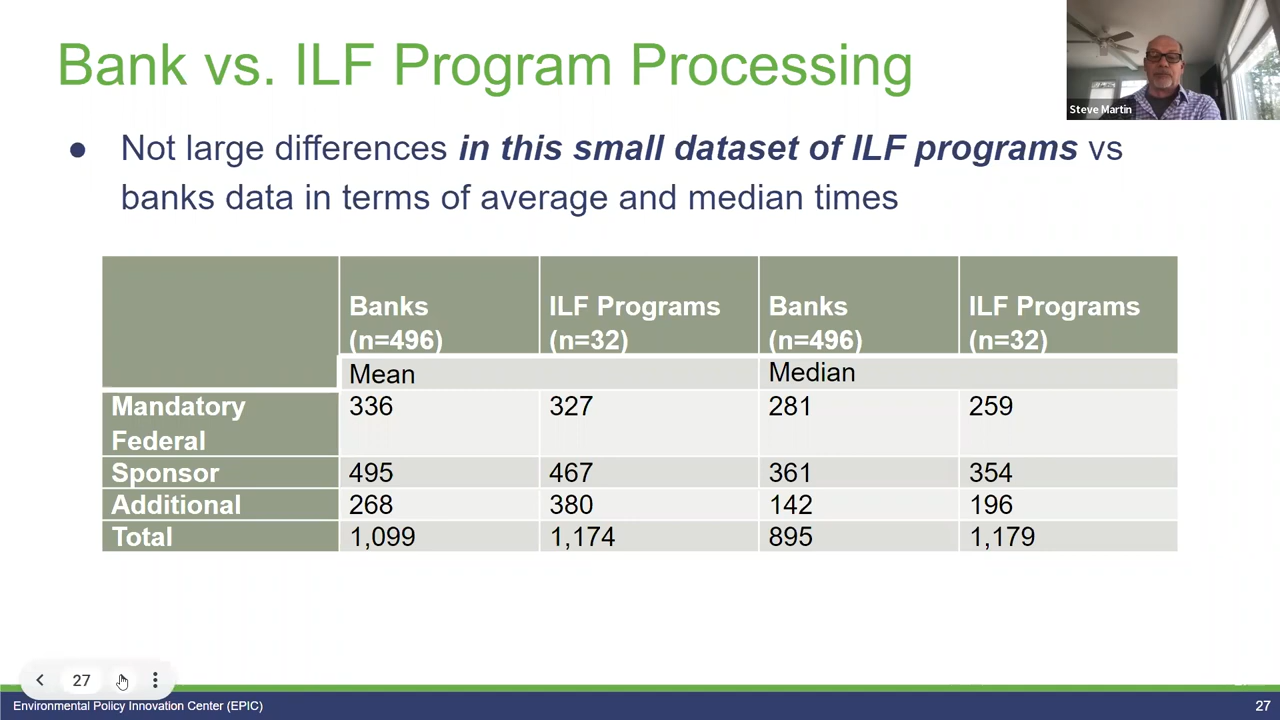 Bank vs. ILF Program Processing
Steve Martin
● Not large differences in this small dataset of ILF programs vs
banks data in terms of average and median times
Banks (n=496) ILF Programs (n=32) Banks (n=496) ILF Programs (n=32)
Mean Median
Mandatory Federal 336 327 281 259
Sponsor 495 467 361 354
Additional 268 380 142 196
Total 1,099 1,174 895 1,179
27
Environmental Policy Innovation Center (EPIC)
27